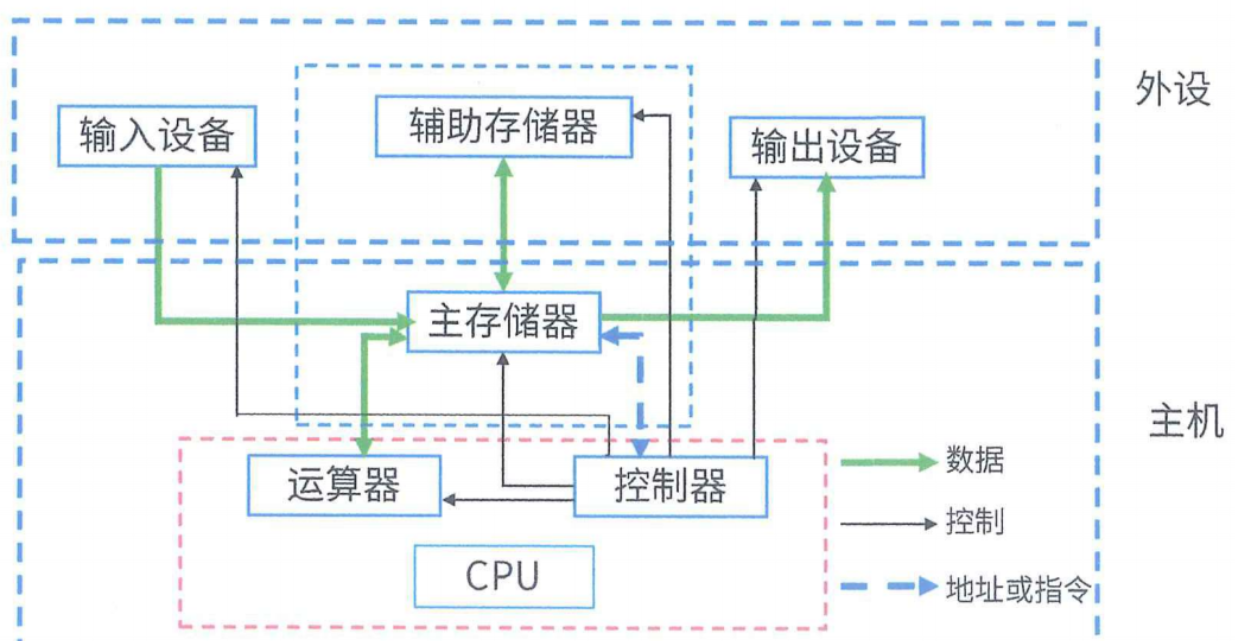 外设
输入设备
辅助存储器
输出设备
主存储器
主机
运算器
控制器
数据
控制
CPU
地址或指令